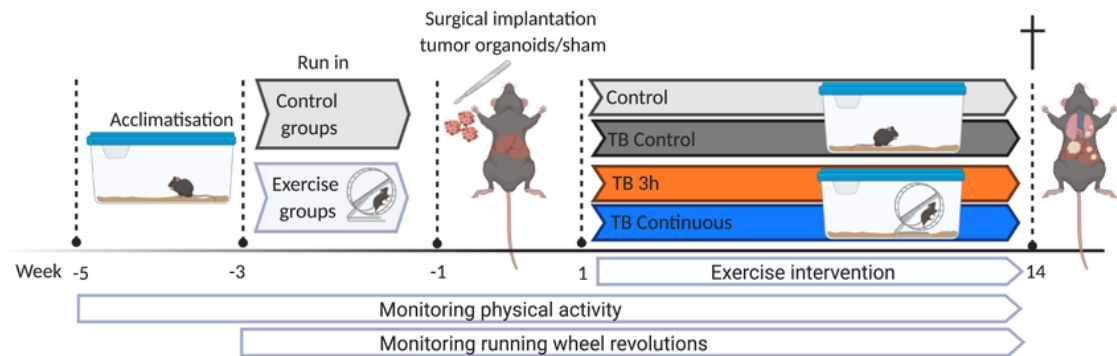 Surgical implantation
tumor organoids/sham
Run in
Acclimatisation
Control
groups
Exercise
groups
Control
TB Control
TB 3h
TB Continuous
Week -5 -3 -1 1 14
Exercise intervention
Monitoring physical activity
Monitoring running wheel revolutions